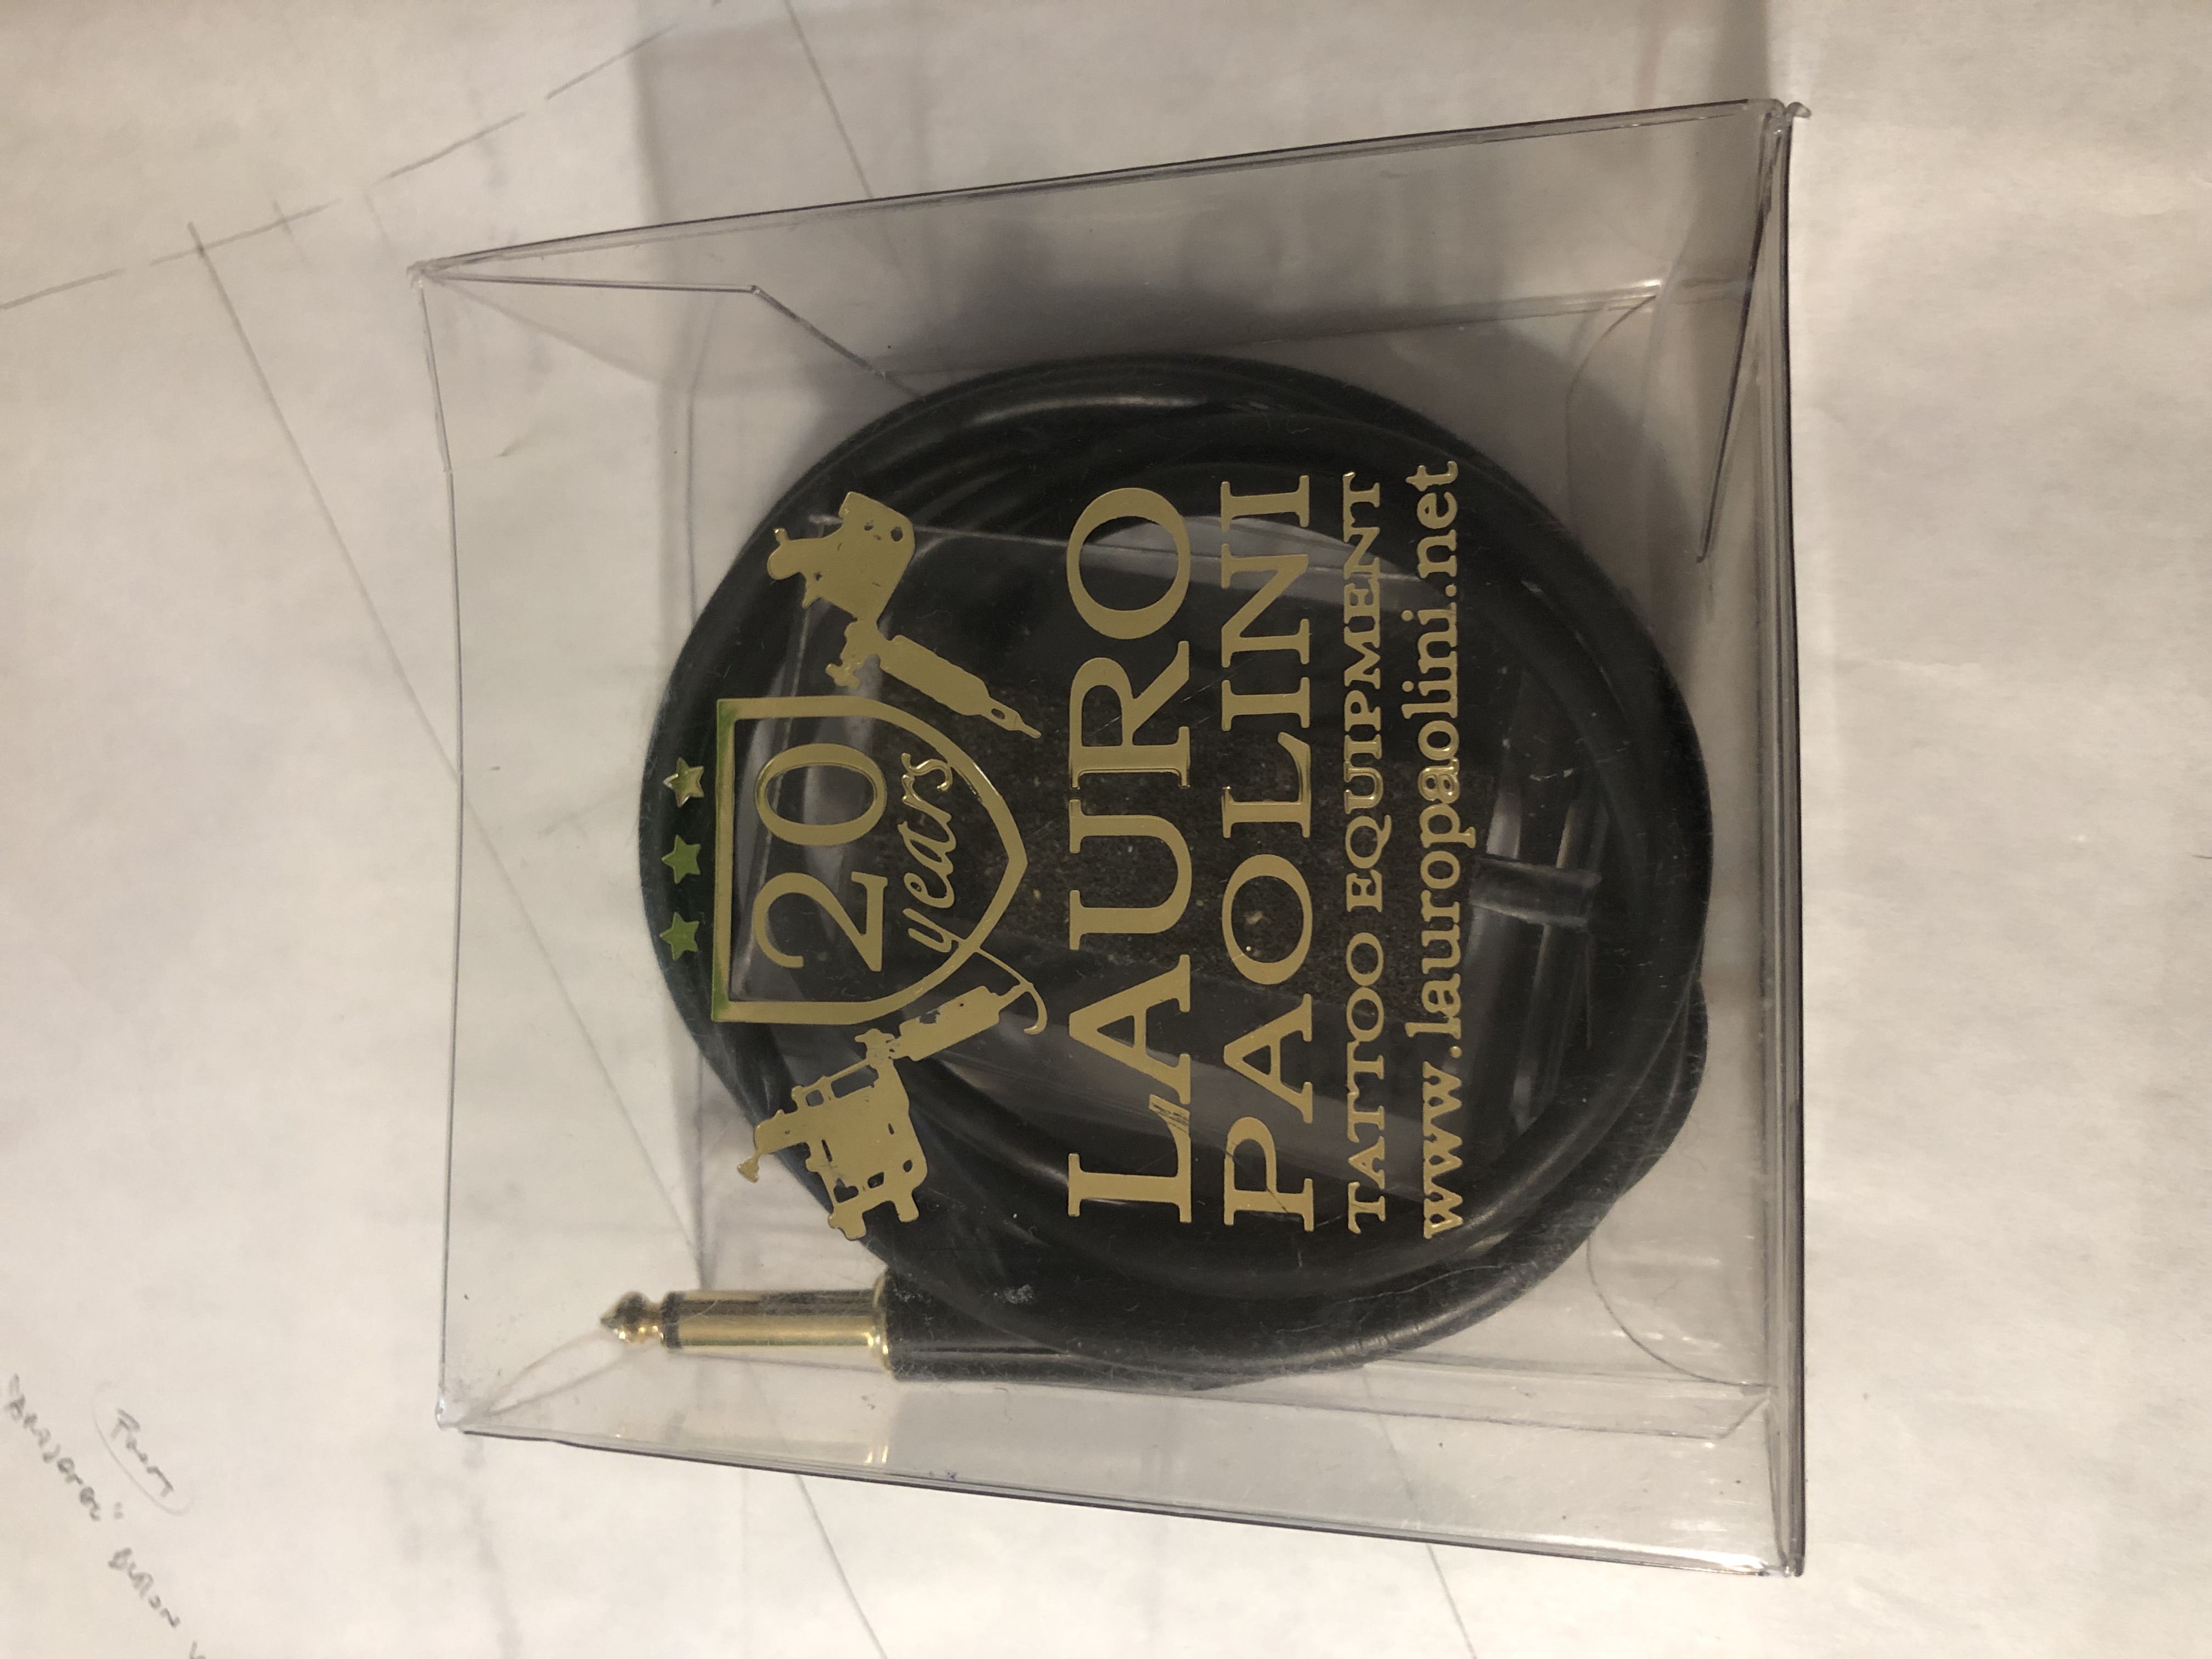 20
years
LAURO
PAOLINI
TATTOO EQUIPMENT
www.lauropaolini.net